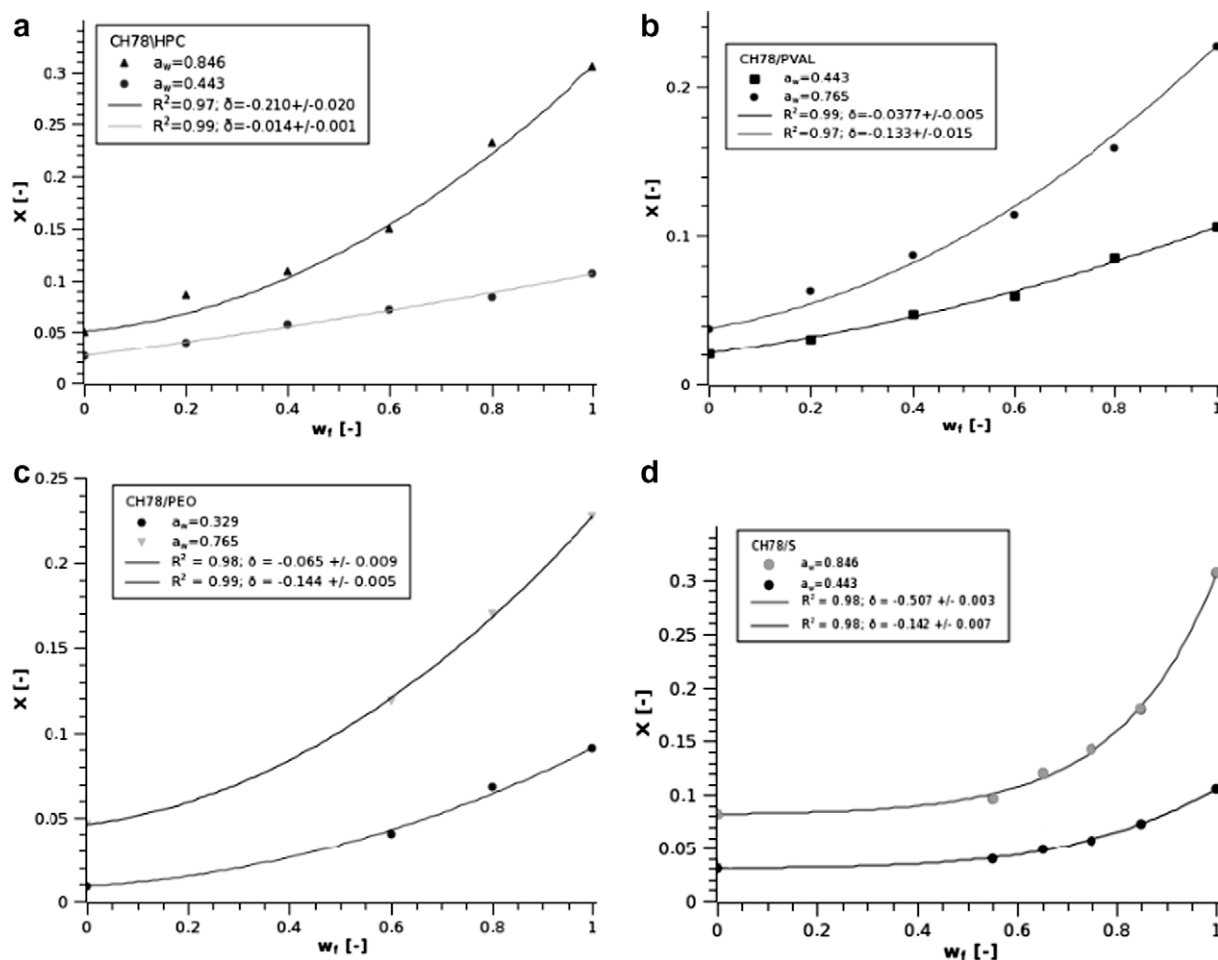 a
CH78\HPC
a_w=0.846
a_w=0.443
R²=0.97; δ=-0.210+/-0.020
R²=0.99; δ=-0.014+/-0.001
0.3
0.25
0.2
0.15
0.1
0.05
0
X [-]
0 0.2 0.4 0.6 0.8 1
w_f [-]
b
CH78/PVAL
a_w=0.443
a_w=0.765
R²=0.99; δ=-0.0377+/-0.005
R²=0.97; δ=-0.133+/-0.015
0.2
0.1
0
X [-]
0 0.2 0.4 0.6 0.8 1
w_f [-]
c
CH78/PEO
a_w=0.329
a_w=0.765
R² = 0.98; δ = -0.065 +/- 0.009
R² = 0.99; δ = -0.144 +/- 0.005
0.25
0.2
0.15
0.1
0.05
0
X [-]
0 0.2 0.4 0.6 0.8 1
w_f [-]
d
CH78/S
a_w=0.846
a_w=0.443
R² = 0.98; δ = -0.507 +/- 0.003
R² = 0.98; δ = -0.142 +/- 0.007
0.3
0.25
0.2
0.15
0.1
0.05
0
X [-]
0 0.2 0.4 0.6 0.8 1
w_f [-]